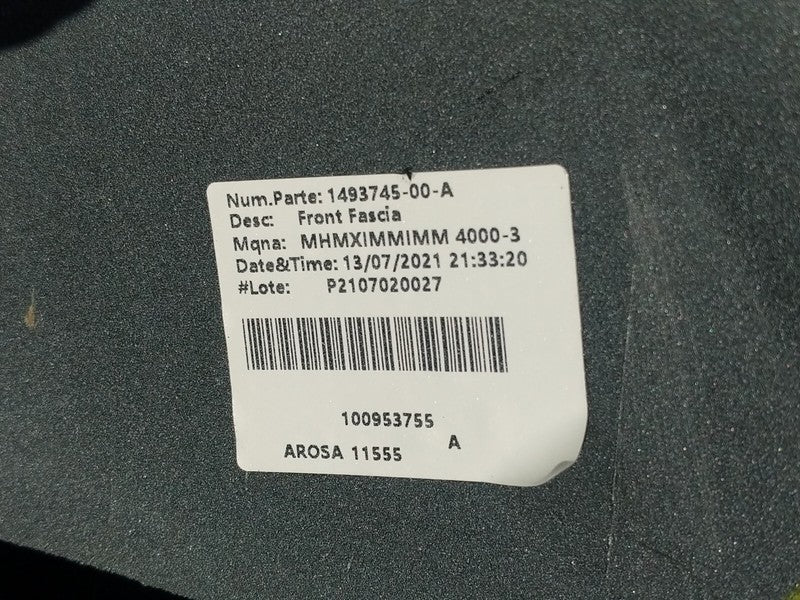 Num.Parte: 1493745-00-A
Desc: Front Fascia
Mqna: MHMXIMMIMM 4000-3
Date&Time: 13/07/2021 21:33:20
#Lote: P2107020027
100953755
A
AROSA 11555